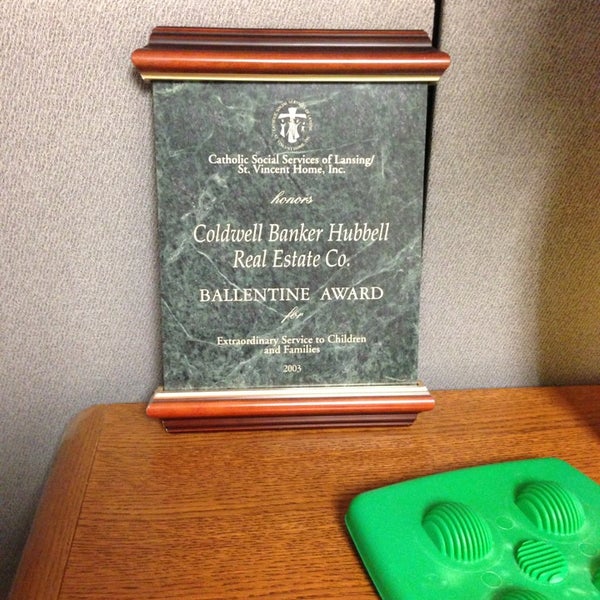 Catholic Social Services of Lansing/
St. Vincent Home, Inc.
honors
Coldwell Banker Hubbell
Real Estate Co.
BALLENTINE AWARD
for
Extraordinary Service to Children
and Families
2003